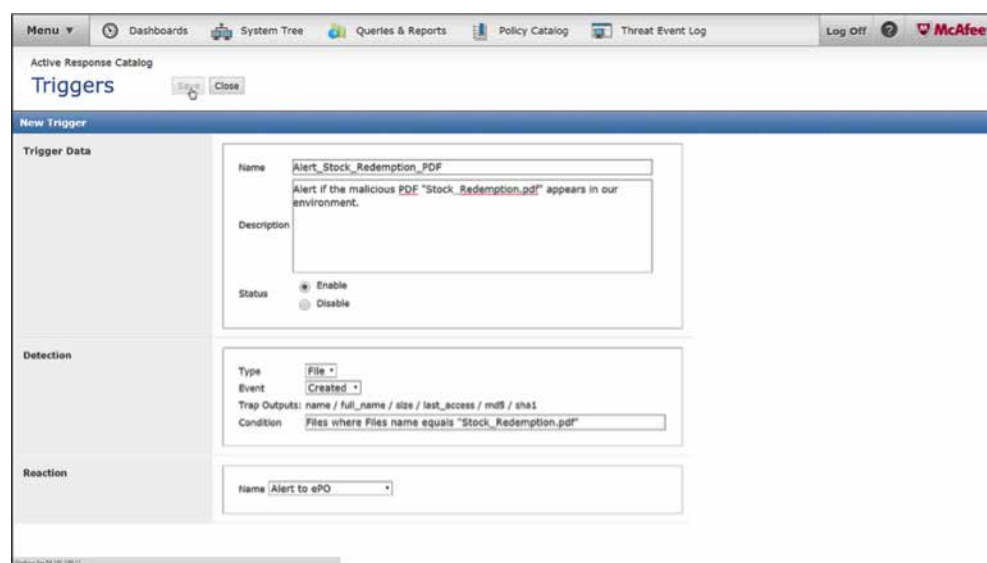 Menu ▼ Dashboards System Tree Queries & Reports Policy Catalog Threat Event Log Log Off ? McAfee
Active Response Catalog
Triggers Save Close
New Trigger
Trigger Data
Name Alert_Stock_Redemption_PDF
Alert if the malicious PDF "Stock_Redemption.pdf" appears in our
environment.
Description
Status
Enable
Disable
Detection
Type File
Event Created
Trap Outputs: name / full_name / size / last_access / md5 / sha1
Condition Files where Files name equals "Stock_Redemption.pdf"
Reaction
Name Alert to ePO